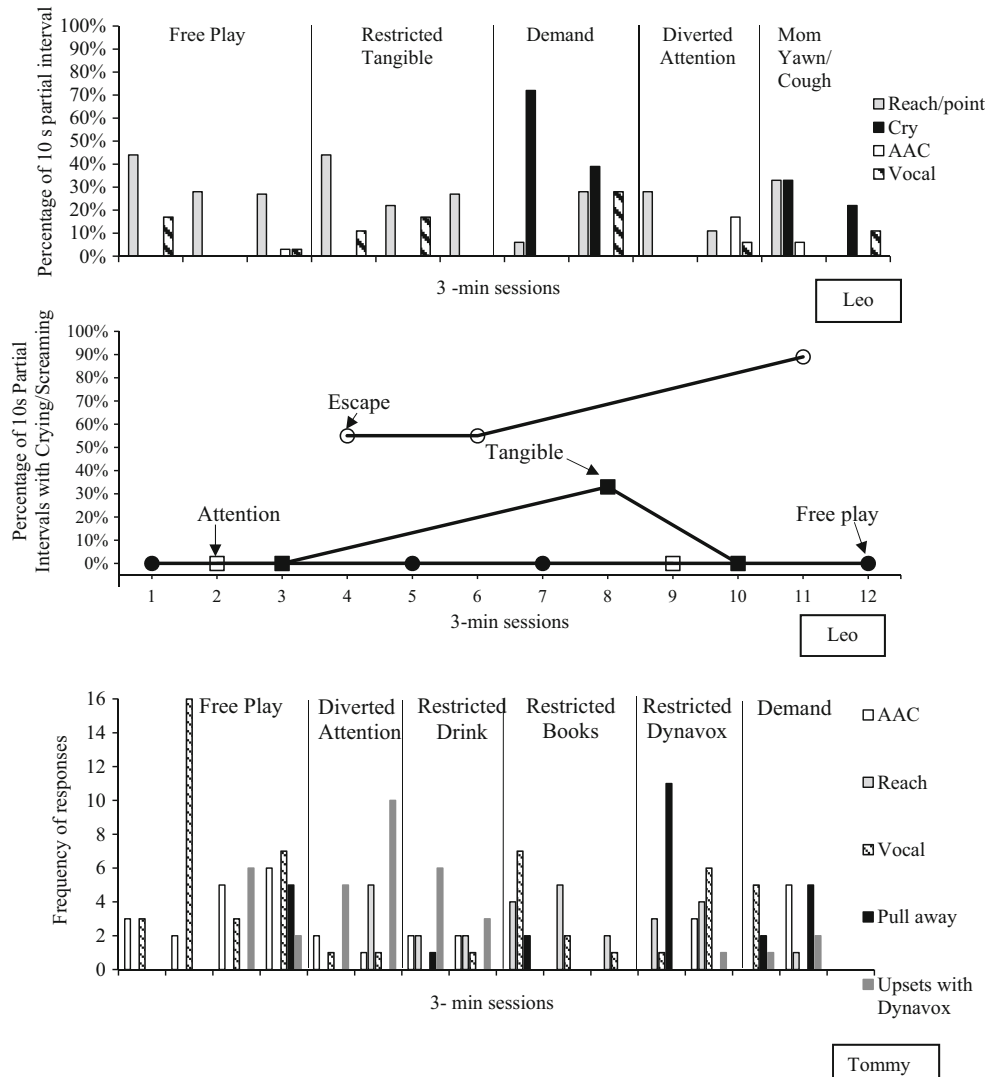 Percentage of 10 s partial interval
100%
90%
80%
70%
60%
50%
40%
30%
20%
10%
0%
Free Play
Restricted
Tangible
Demand
Diverted
Attention
Mom
Yawn/
Cough
Reach/point
Cry
AAC
Vocal
3 -min sessions
Leo
Percentage of 10s Partial
Intervals with Crying/Screaming
100%
90%
80%
70%
60%
50%
40%
30%
20%
10%
0%
Escape
Tangible
Attention
Free play
1 2 3 4 5 6 7 8 9 10 11 12
3-min sessions
Leo
Frequency of responses
16
14
12
10
8
6
4
2
0
Free Play
Diverted
Attention
Restricted
Drink
Restricted
Books
Restricted
Dynavox
Demand
AAC
Reach
Vocal
Pull away
Upsets with
Dynavox
3- min sessions
Tommy